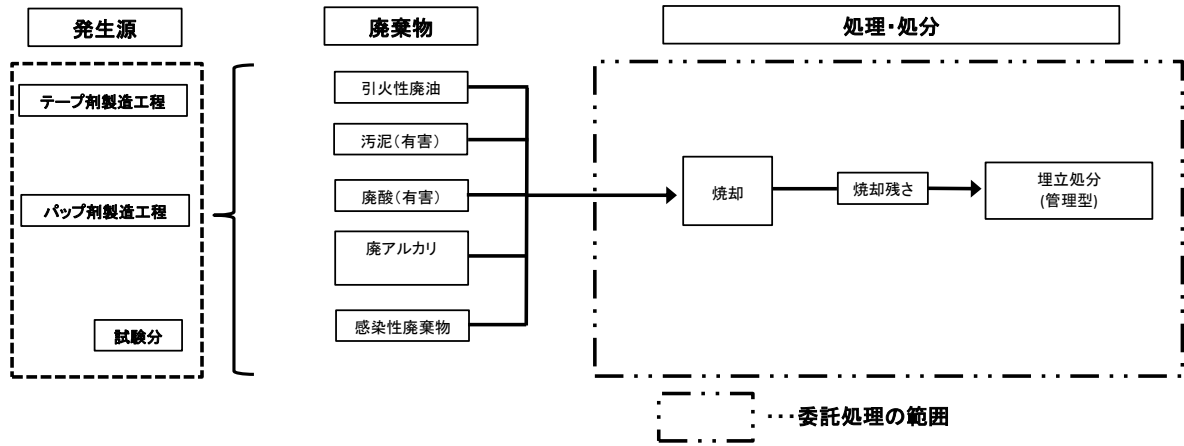 発生源
廃棄物
処理・処分
テープ剤製造工程
パップ剤製造工程
試験分
引火性廃油
汚泥(有害)
廃酸(有害)
廃アルカリ
感染性廃棄物
焼却
焼却残さ
埋立処分
(管理型)
･･･委託処理の範囲